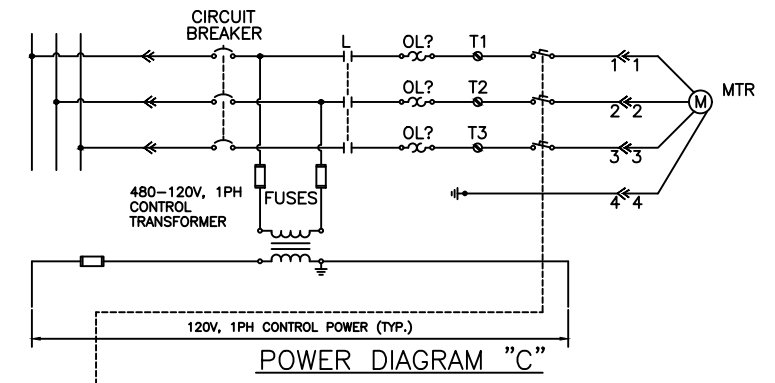 CIRCUIT
BREAKER
L OL? T1
1 1
MTR
OL? T2
M
2 2
OL? T3
3 3
480-120V, 1PH
CONTROL
TRANSFORMER
FUSES
4 4
120V, 1PH CONTROL POWER (TYP.)
POWER DIAGRAM "C"